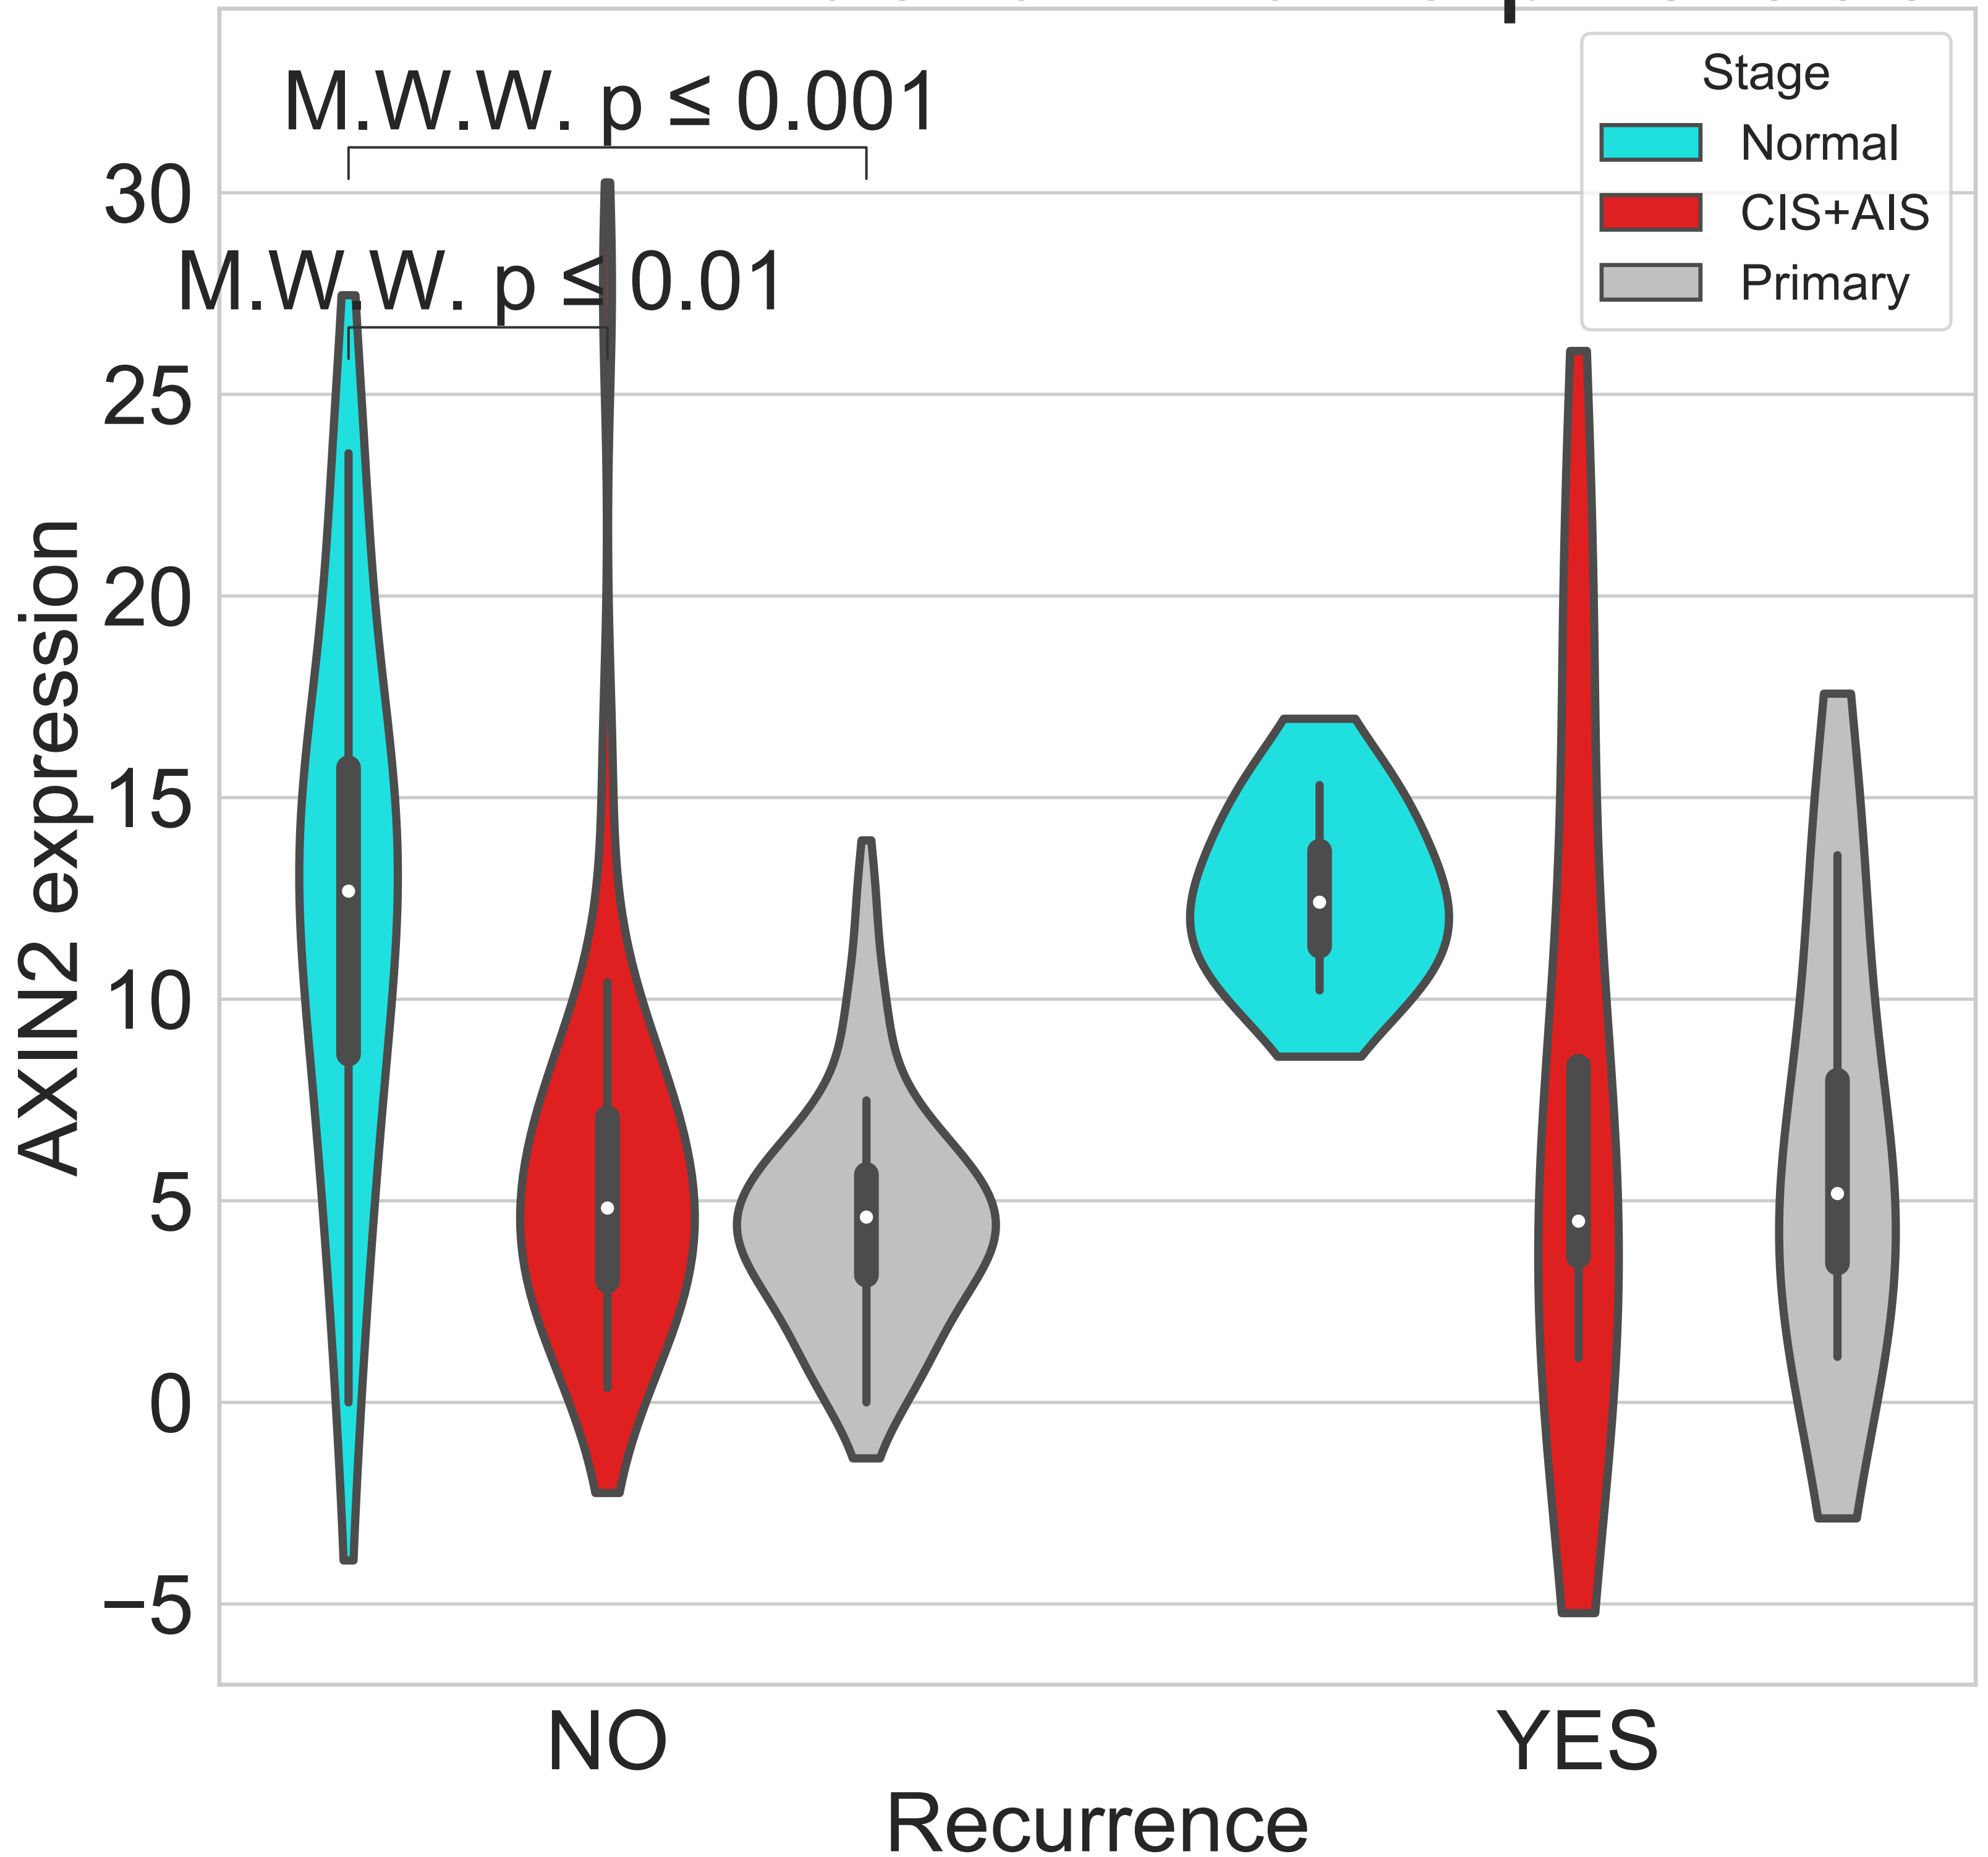 M.W.W. p ≤ 0.001
M.W.W. p ≤ 0.01
Stage
Normal
CIS+AIS
Primary
30
25
20
15
10
5
0
−5
AXIN2 expression
NO
YES
Recurrence